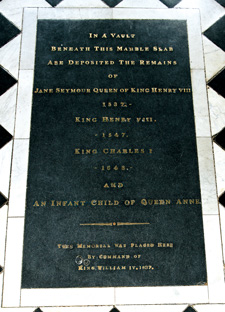 IN A VAULT
BENEATH THIS MARBLE SLAB
ARE DEPOSITED THE REMAINS
OF
JANE SEYMOUR QUEEN OF KING HENRY VIII
1537.
KING HENRY VIII.
1547.
KING CHARLES I
1648.
AND
AN INFANT CHILD OF QUEEN ANNE.
THIS MEMORIAL WAS PLACED HERE
BY COMMAND OF
KING WILLIAM IV. 1837.